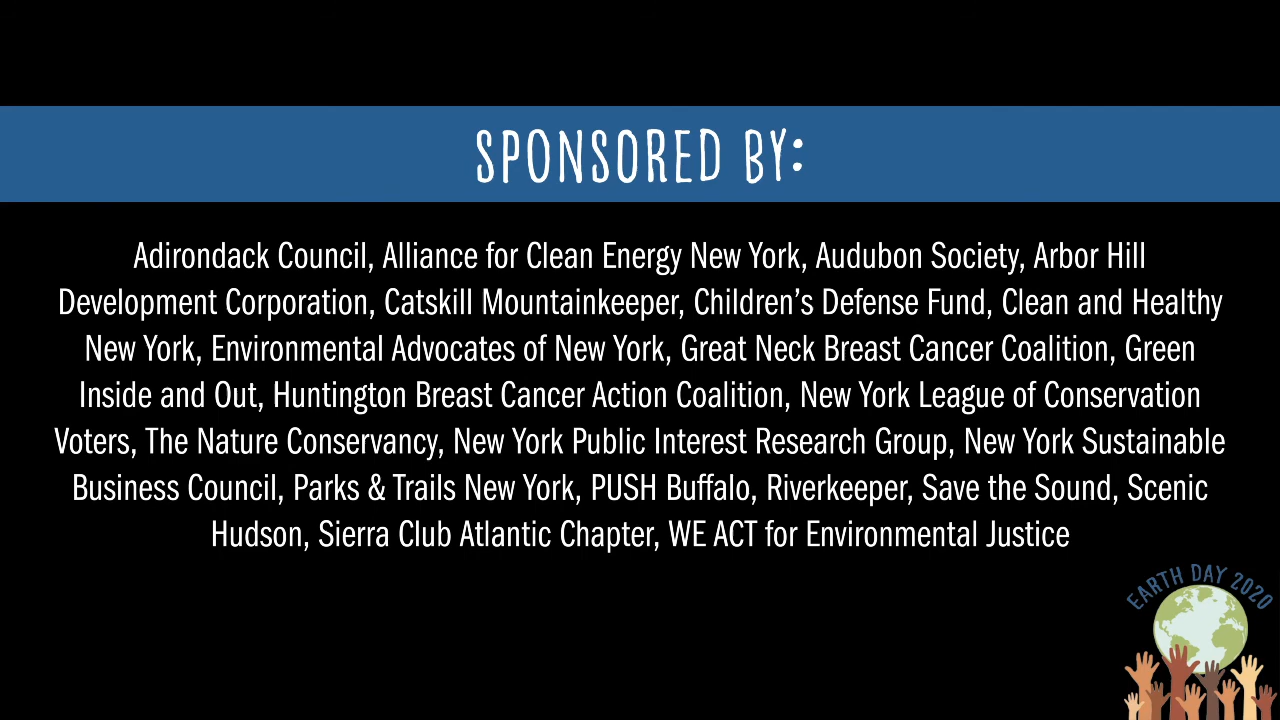 SPONSORED BY:
Adirondack Council, Alliance for Clean Energy New York, Audubon Society, Arbor Hill
Development Corporation, Catskill Mountainkeeper, Children’s Defense Fund, Clean and Healthy
New York, Environmental Advocates of New York, Great Neck Breast Cancer Coalition, Green
Inside and Out, Huntington Breast Cancer Action Coalition, New York League of Conservation
Voters, The Nature Conservancy, New York Public Interest Research Group, New York Sustainable
Business Council, Parks & Trails New York, PUSH Buffalo, Riverkeeper, Save the Sound, Scenic
Hudson, Sierra Club Atlantic Chapter, WE ACT for Environmental Justice
EARTH DAY 2020